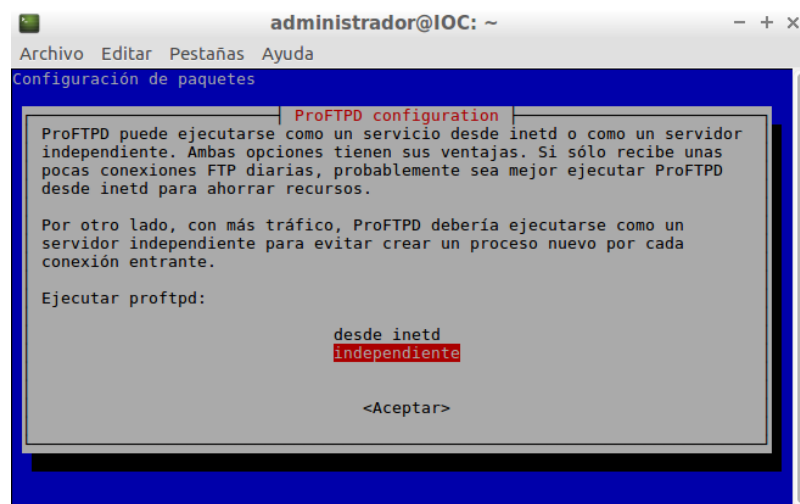 administrador@IOC: ~
Archivo Editar Pestañas Ayuda
Configuración de paquetes
ProFTPD configuration
ProFTPD puede ejecutarse como un servicio desde inetd o como un servidor
independiente. Ambas opciones tienen sus ventajas. Si sólo recibe unas
pocas conexiones FTP diarias, probablemente sea mejor ejecutar ProFTPD
desde inetd para ahorrar recursos.
Por otro lado, con más tráfico, ProFTPD debería ejecutarse como un
servidor independiente para evitar crear un proceso nuevo por cada
conexión entrante.
Ejecutar proftpd:
desde inetd
independiente
<Aceptar>